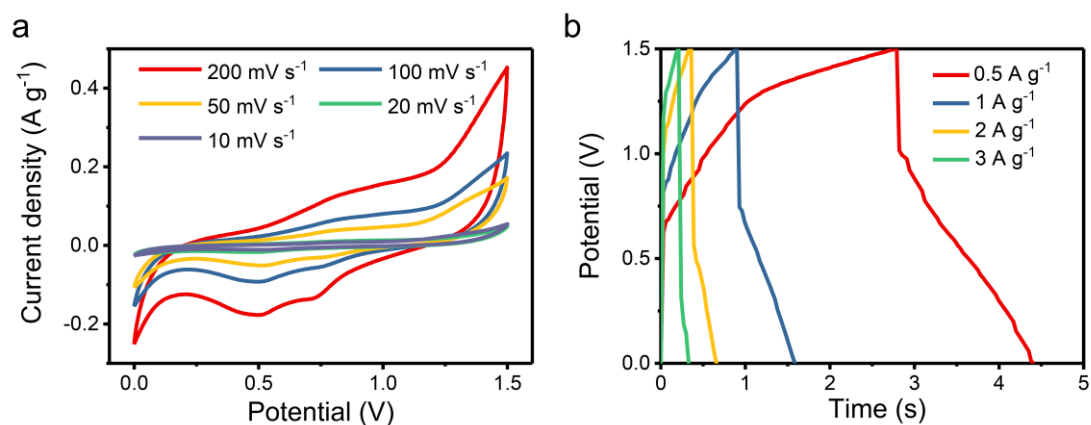 a
200 mV s⁻¹
100 mV s⁻¹
50 mV s⁻¹
20 mV s⁻¹
10 mV s⁻¹
Current density (A g⁻¹)
0.4
0.2
0.0
-0.2
0.0 0.5 1.0 1.5
Potential (V)
b
0.5 A g⁻¹
1 A g⁻¹
2 A g⁻¹
3 A g⁻¹
Potential (V)
1.5
1.0
0.5
0.0
0 1 2 3 4 5
Time (s)